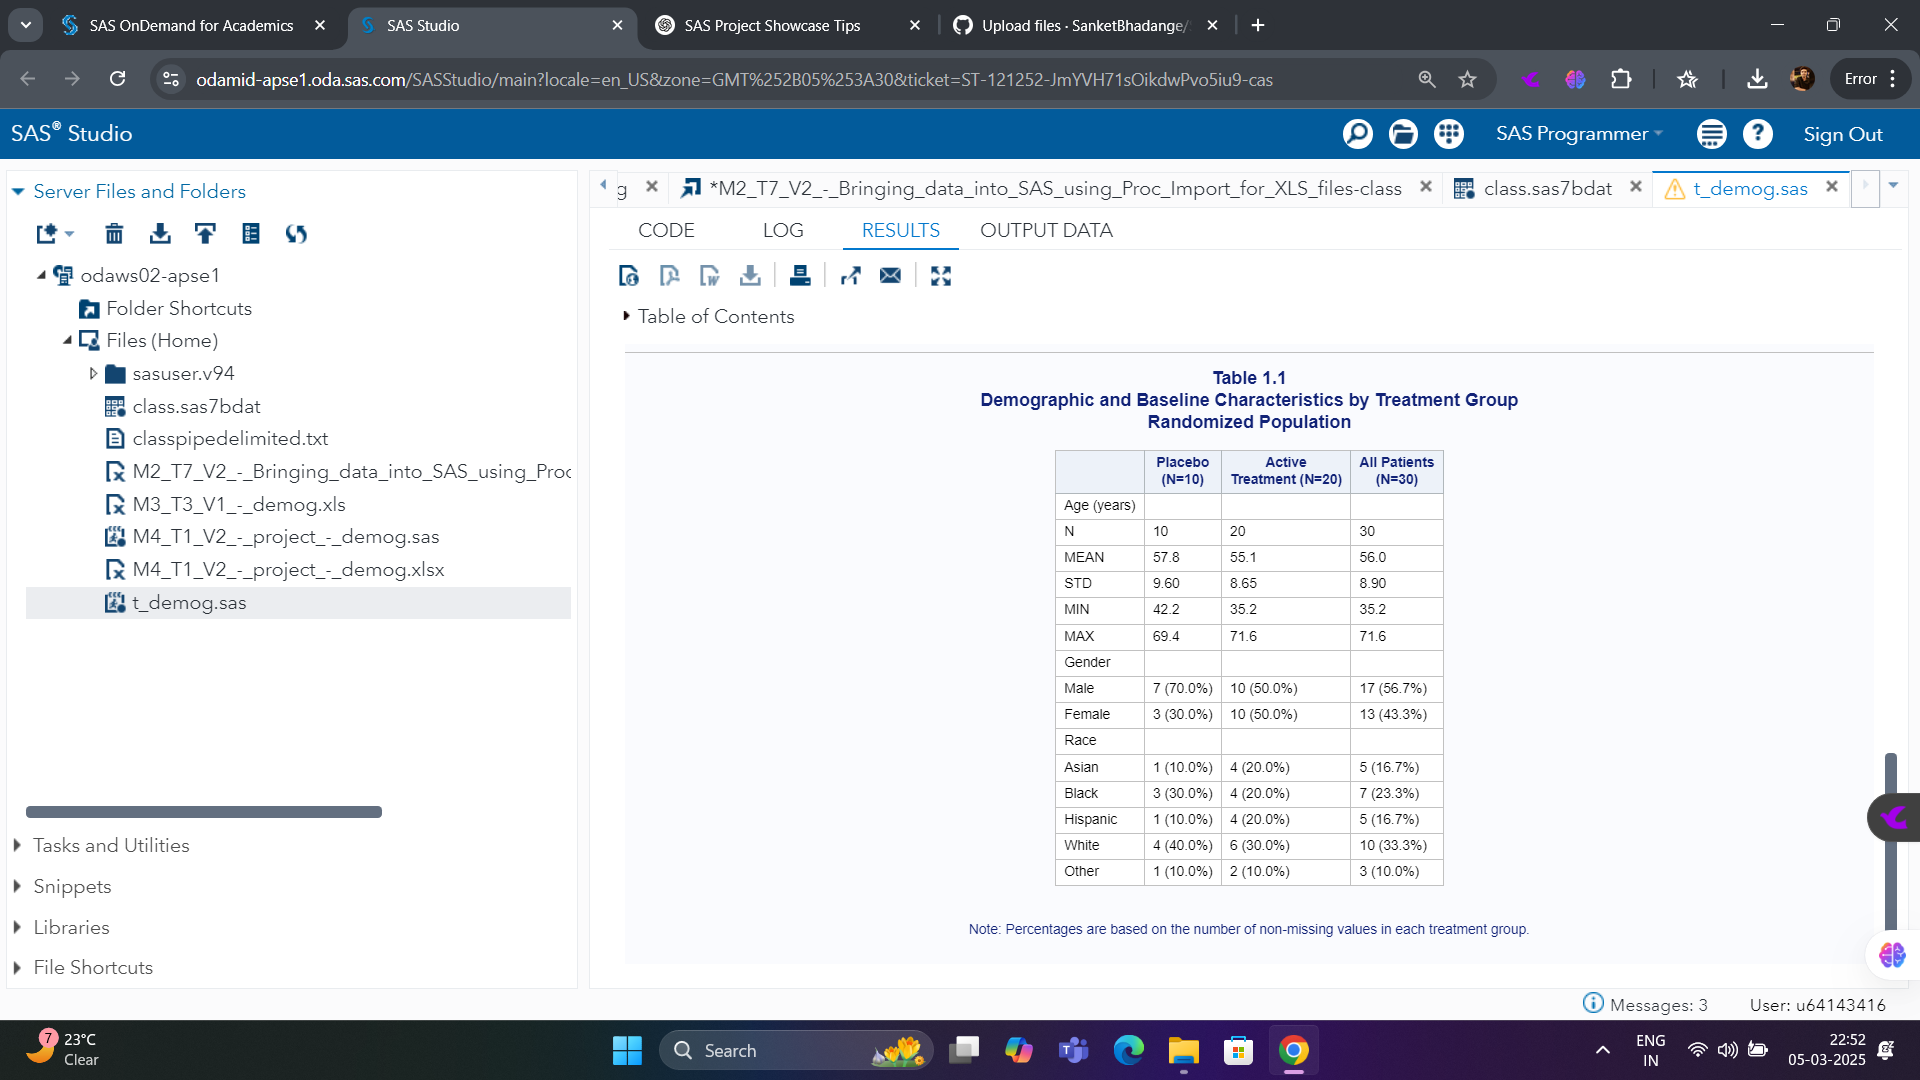 SAS OnDemand for Academics
SAS Studio
SAS Project Showcase Tips
Upload files · SanketBhadange/
odamid-apse1.oda.sas.com/SASStudio/main?locale=en_US&zone=GMT%252B05%253A30&ticket=ST-121252-JmYVH71sOikdwPvo5iu9-cas
Error
SAS® Studio
SAS Programmer
Sign Out
Server Files and Folders
odaws02-apse1
Folder Shortcuts
Files (Home)
sasuser.v94
class.sas7bdat
classpipedelimited.txt
M2_T7_V2_-_Bringing_data_into_SAS_using_Proc
M3_T3_V1_-_demog.xls
M4_T1_V2_-_project_-_demog.sas
M4_T1_V2_-_project_-_demog.xlsx
t_demog.sas
Tasks and Utilities
Snippets
Libraries
File Shortcuts
g *M2_T7_V2_-_Bringing_data_into_SAS_using_Proc_Import_for_XLS_files-class class.sas7bdat t_demog.sas
CODE LOG RESULTS OUTPUT DATA
Table of Contents
Table 1.1
Demographic and Baseline Characteristics by Treatment Group
Randomized Population
Placebo (N=10) Active Treatment (N=20) All Patients (N=30)
Age (years)
N 10 20 30
MEAN 57.8 55.1 56.0
STD 9.60 8.65 8.90
MIN 42.2 35.2 35.2
MAX 69.4 71.6 71.6
Gender
Male 7 (70.0%) 10 (50.0%) 17 (56.7%)
Female 3 (30.0%) 10 (50.0%) 13 (43.3%)
Race
Asian 1 (10.0%) 4 (20.0%) 5 (16.7%)
Black 3 (30.0%) 4 (20.0%) 7 (23.3%)
Hispanic 1 (10.0%) 4 (20.0%) 5 (16.7%)
White 4 (40.0%) 6 (30.0%) 10 (33.3%)
Other 1 (10.0%) 2 (10.0%) 3 (10.0%)
Note: Percentages are based on the number of non-missing values in each treatment group.
Messages: 3
User: u64143416
7
23°C
Clear
Search
ENG
IN
22:52
05-03-2025